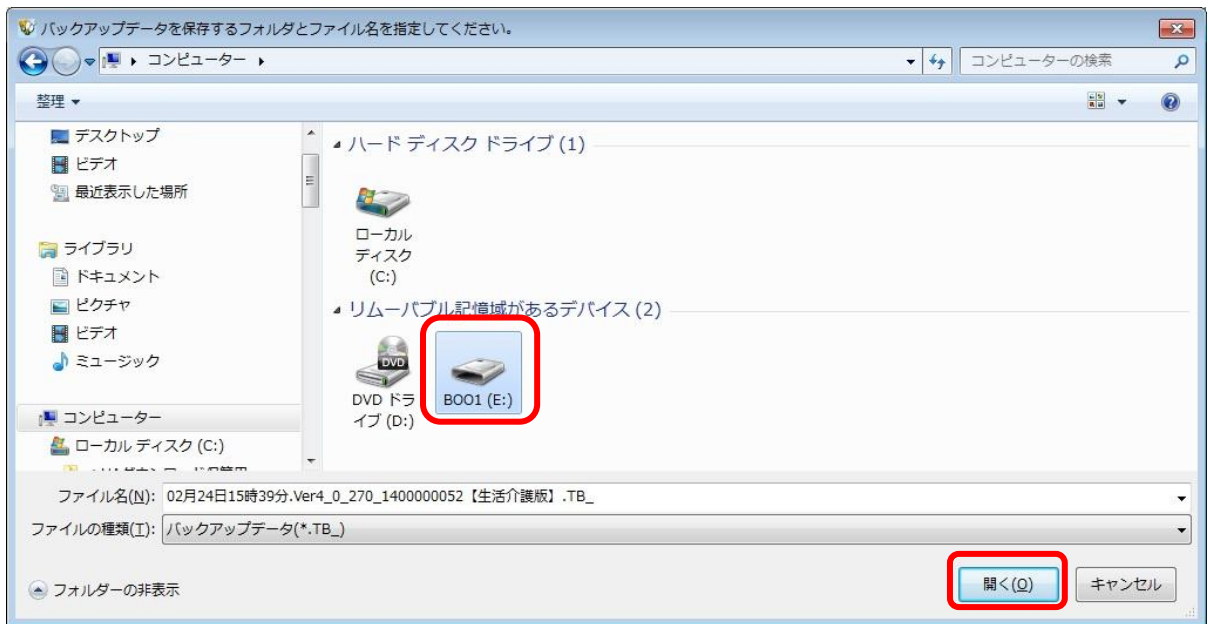 バックアップデータを保存するフォルダとファイル名を指定してください。
コンピューター
コンピューターの検索
整理
デスクトップ
ビデオ
最近表示した場所
ライブラリ
ドキュメント
ピクチャ
ビデオ
ミュージック
コンピューター
ローカル ディスク (C:)
ハード ディスク ドライブ (1)
ローカル
ディスク
(C:)
リムーバブル記憶域があるデバイス (2)
DVD
DVD ドラ
イブ (D:)
BOO1 (E:)
ファイル名(N): 02月24日15時39分.Ver4_0_270_1400000052【生活介護版】.TB_
ファイルの種類(T): バックアップデータ(*.TB_)
フォルダーの非表示
開く(O)
キャンセル